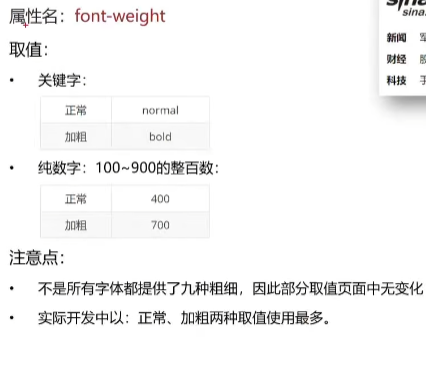 属性名：font-weight
取值：
• 关键字：
正常 normal
加粗 bold
• 纯数字：100~900的整百数：
正常 400
加粗 700
注意点：
• 不是所有字体都提供了九种粗细，因此部分取值页面中无变化
• 实际开发中以：正常、加粗两种取值使用最多。
sina.
新闻
财经
科技